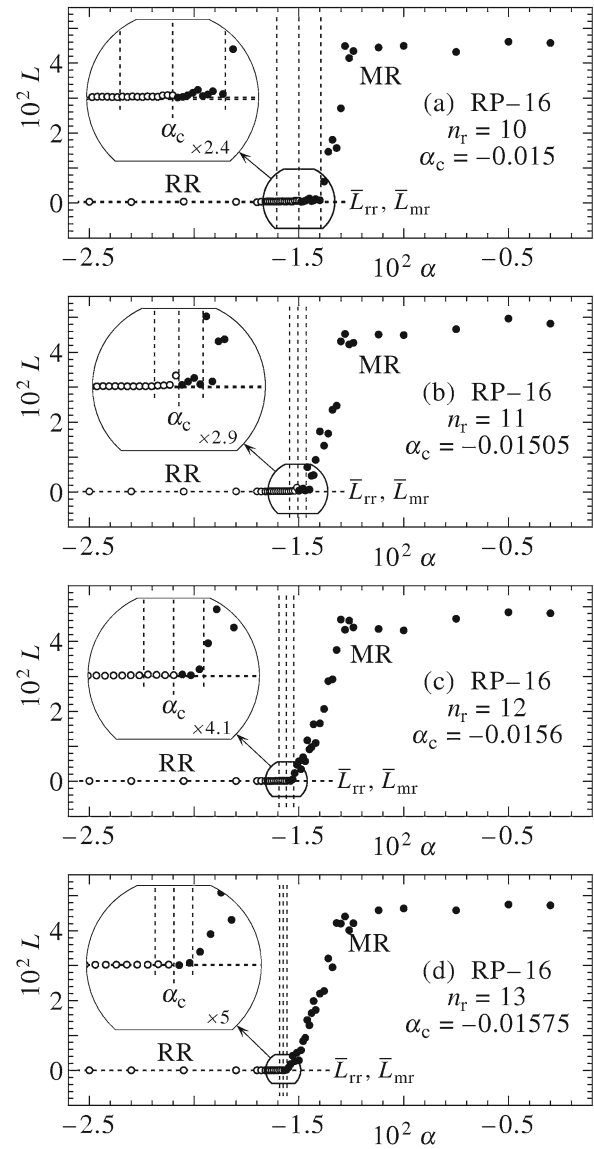 4
2
0
10² L
α_c
×2.4
RR
MR
(a) RP−16
n_r = 10
α_c = −0.015
L̅_rr , L̅_mr
−2.5
−1.5
10² α
−0.5
4
2
0
10² L
α_c
×2.9
RR
MR
(b) RP−16
n_r = 11
α_c = −0.01505
L̅_rr , L̅_mr
−2.5
−1.5
10² α
−0.5
4
2
0
10² L
α_c
×4.1
RR
MR
(c) RP−16
n_r = 12
α_c = −0.0156
L̅_rr , L̅_mr
−2.5
−1.5
10² α
−0.5
4
2
0
10² L
α_c
×5
RR
MR
(d) RP−16
n_r = 13
α_c = −0.01575
L̅_rr , L̅_mr
−2.5
−1.5
10² α
−0.5